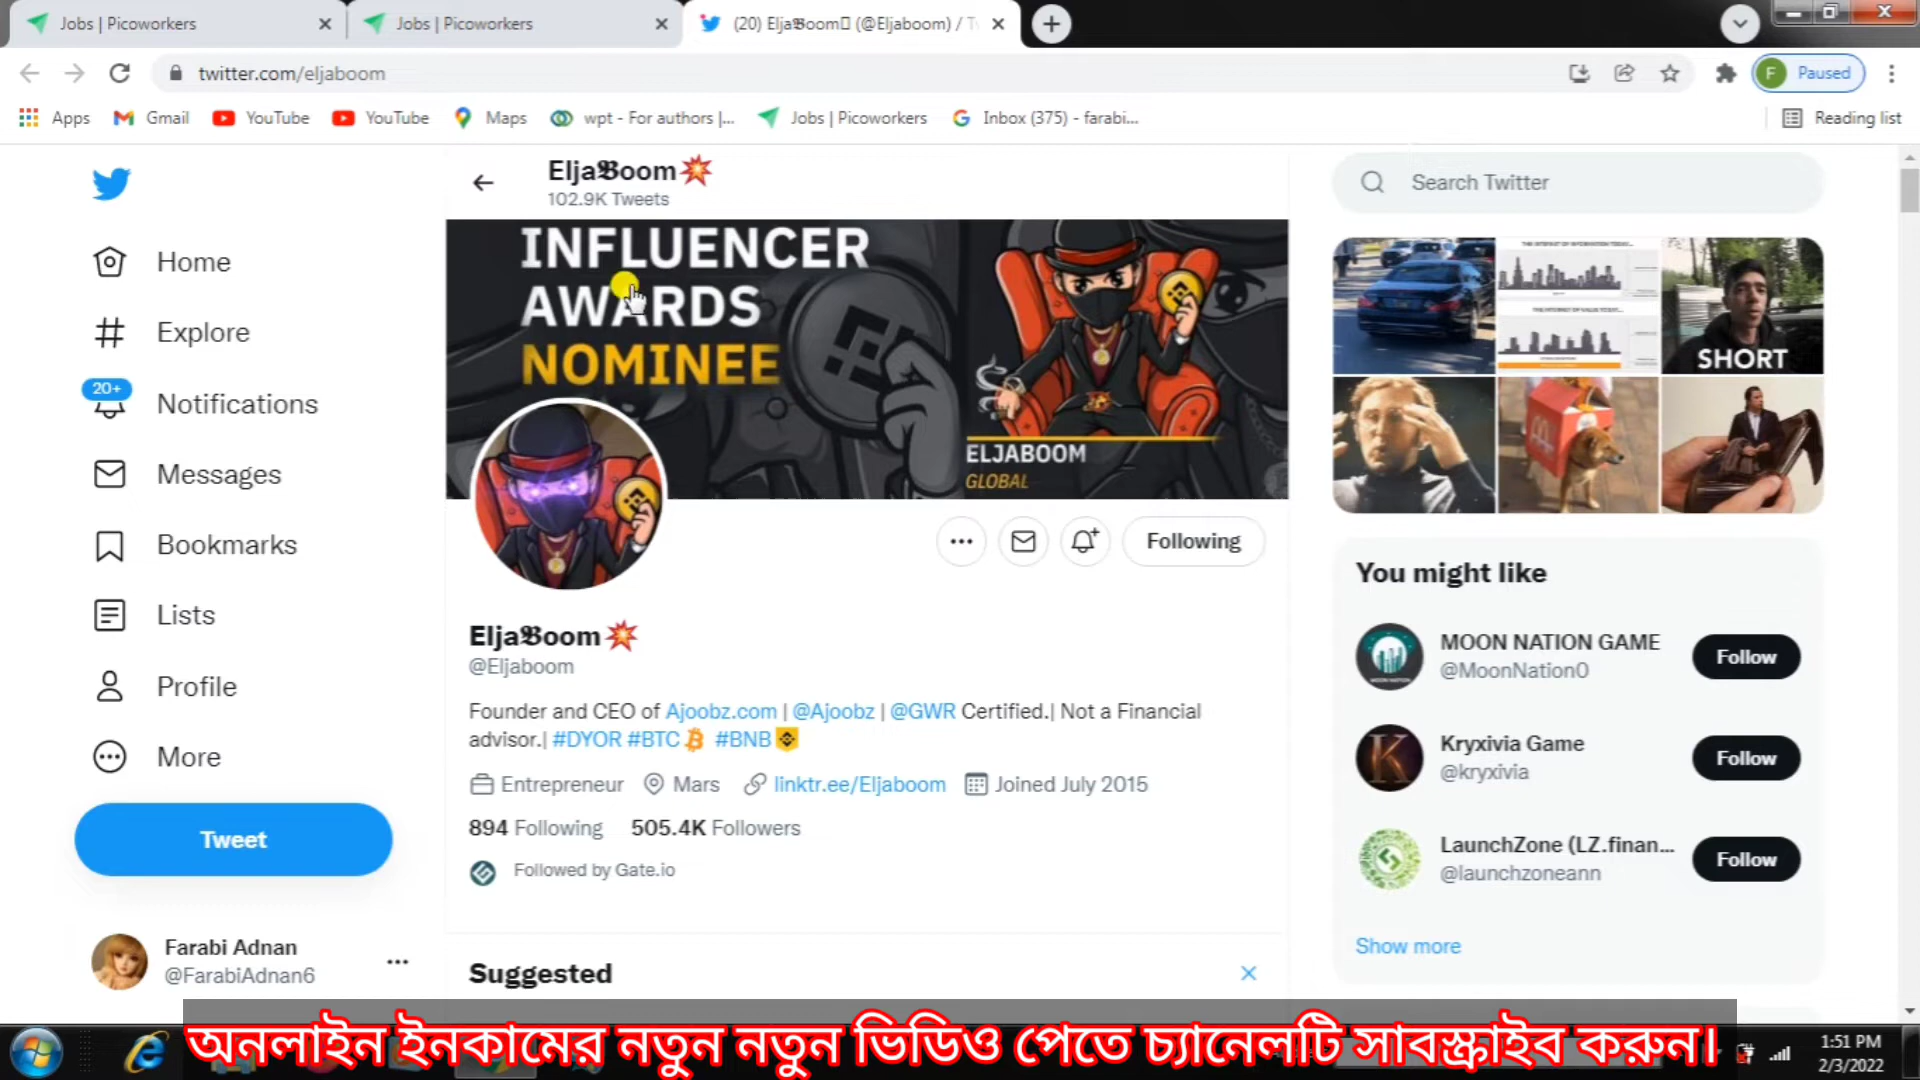 Jobs | Picoworkers
Jobs | Picoworkers
(20) Elja𝕭oom▯ (@Eljaboom) / T
twitter.com/eljaboom
F Paused
Apps
Gmail
YouTube
YouTube
Maps
wpt - For authors |...
Jobs | Picoworkers
Inbox (375) - farabi...
Reading list
Elja𝕭oom💥
102.9K Tweets
Search Twitter
Home
Explore
20+
Notifications
Messages
Bookmarks
Lists
Profile
More
Tweet
Farabi Adnan
@FarabiAdnan6
INFLUENCER
AWARDS
NOMINEE
ELJABOOM
GLOBAL
Following
Elja𝕭oom💥
@Eljaboom
Founder and CEO of Ajoobz.com | @Ajoobz | @GWR Certified.| Not a Financial
advisor.| #DYOR #BTC #BNB
Entrepreneur Mars linktr.ee/Eljaboom Joined July 2015
894 Following 505.4K Followers
Followed by Gate.io
Suggested
SHORT
You might like
MOON NATION GAME
@MoonNation0
Follow
Kryxivia Game
@kryxivia
Follow
LaunchZone (LZ.finan...
@launchzoneann
Follow
Show more
অনলাইন ইনকামের নতুন নতুন ভিডিও পেতে চ্যানেলটি সাবস্ক্রাইব করুন।
1:51 PM
2/3/2022